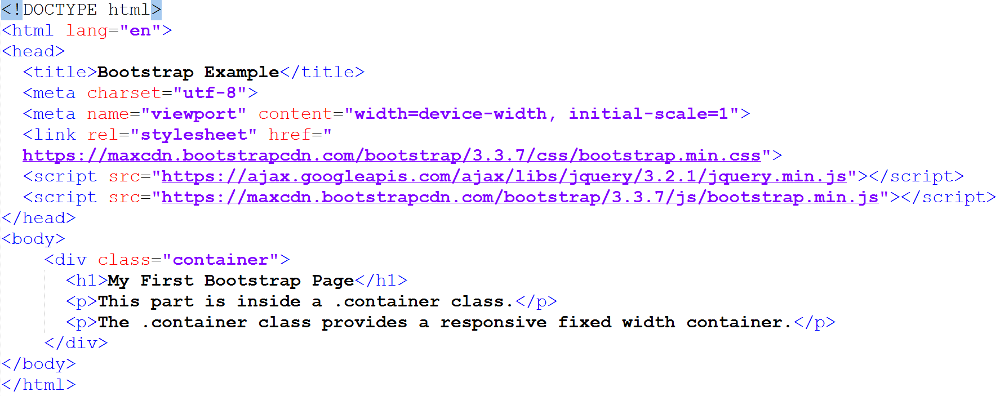 <!DOCTYPE html>
<html lang="en">
<head>
  <title>Bootstrap Example</title>
  <meta charset="utf-8">
  <meta name="viewport" content="width=device-width, initial-scale=1">
  <link rel="stylesheet" href="
  https://maxcdn.bootstrapcdn.com/bootstrap/3.3.7/css/bootstrap.min.css">
  <script src="https://ajax.googleapis.com/ajax/libs/jquery/3.2.1/jquery.min.js"></script>
  <script src="https://maxcdn.bootstrapcdn.com/bootstrap/3.3.7/js/bootstrap.min.js"></script>
</head>
<body>
    <div class="container">
      <h1>My First Bootstrap Page</h1>
      <p>This part is inside a .container class.</p>
      <p>The .container class provides a responsive fixed width container.</p>
    </div>
</body>
</html>